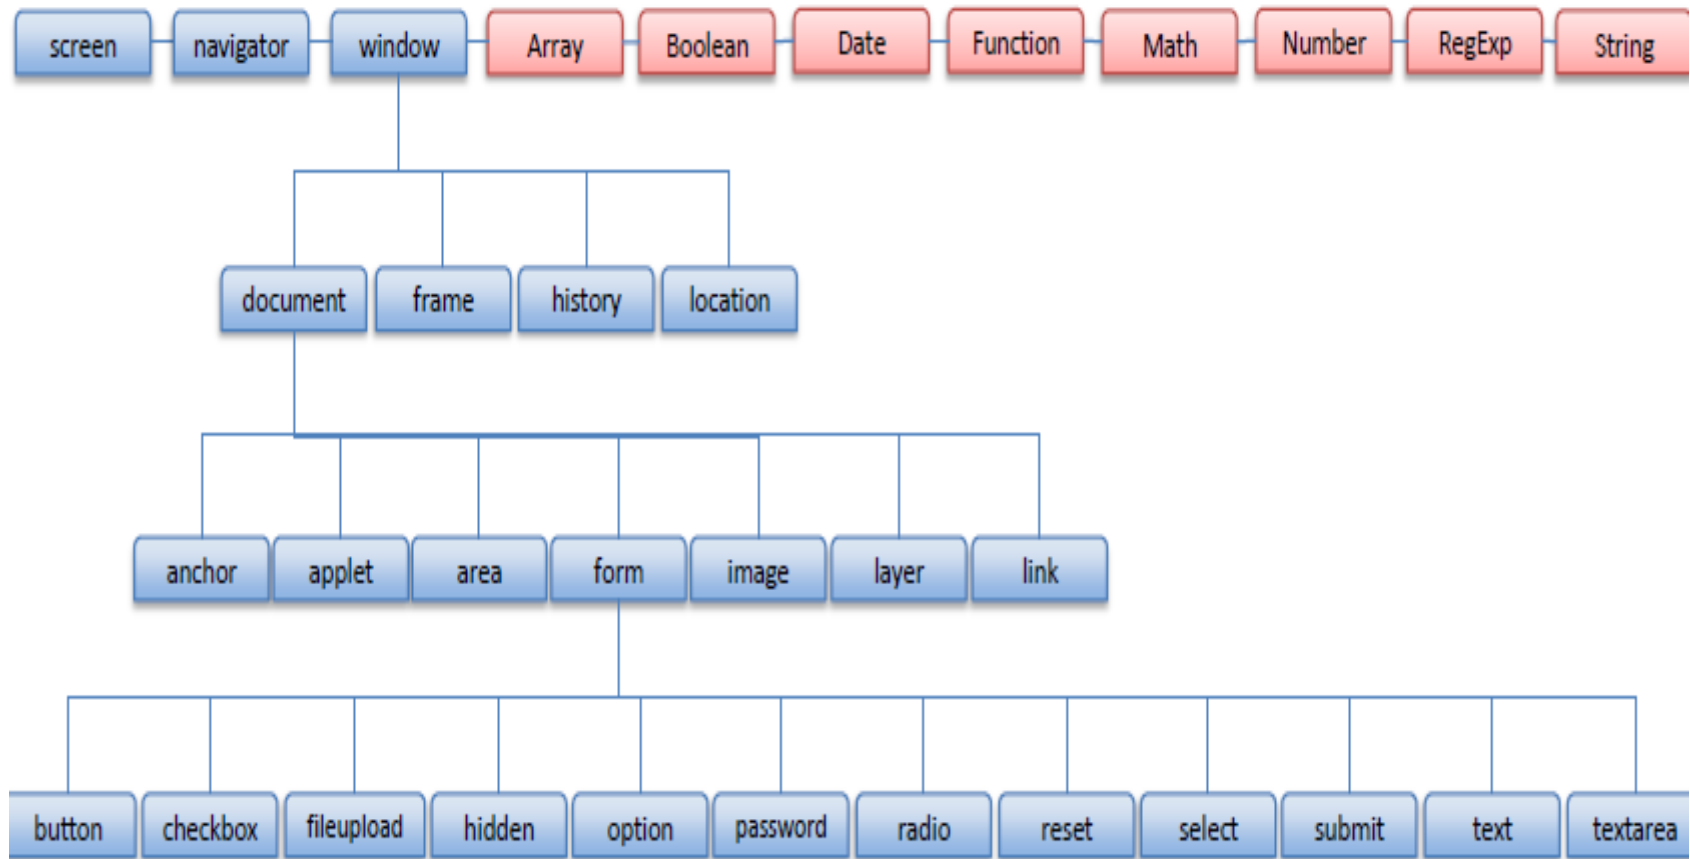 screen
navigator
window
Array
Boolean
Date
Function
Math
Number
RegExp
String
document
frame
history
location
anchor
applet
area
form
image
layer
link
button
checkbox
fileupload
hidden
option
password
radio
reset
select
submit
text
textarea